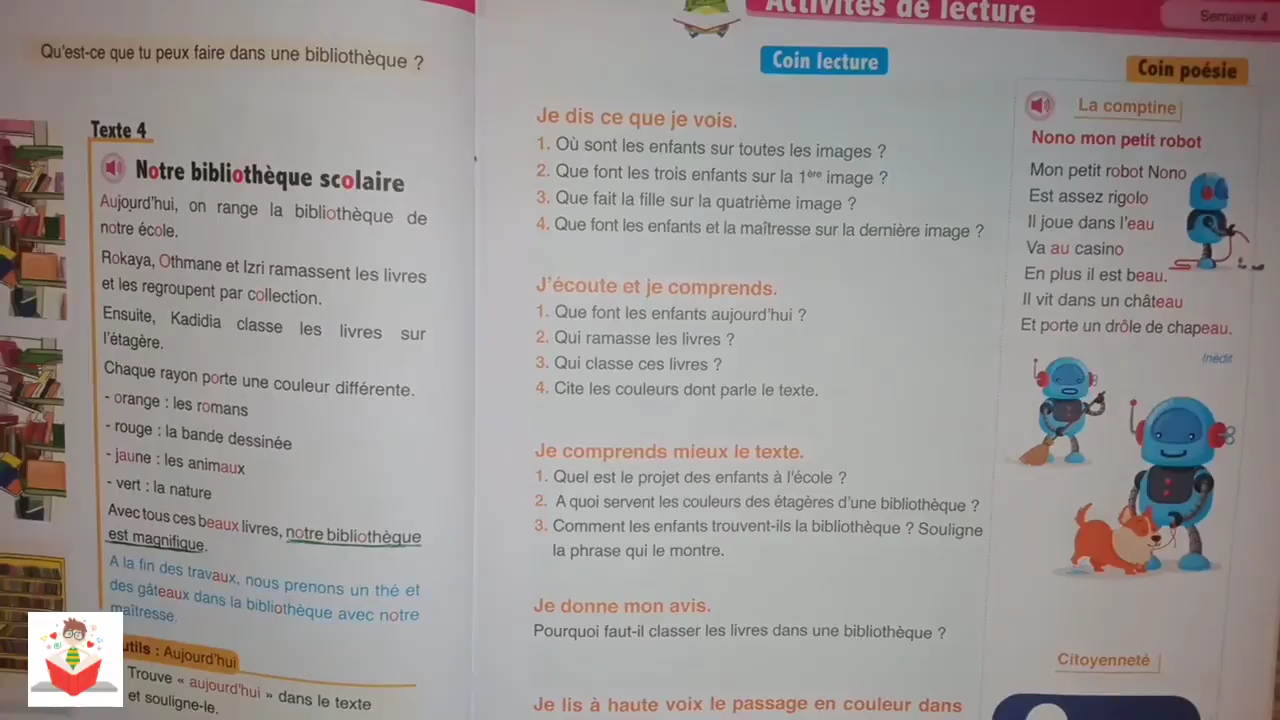 Qu'est-ce que tu peux faire dans une bibliothèque ?
Texte 4
Notre bibliothèque scolaire
Aujourd'hui, on range la bibliothèque de
notre école.
Rokaya, Othmane et Izri ramassent les livres
et les regroupent par collection.
Ensuite, Kadidia classe les livres sur
l'étagère.
Chaque rayon porte une couleur différente.
- orange : les romans
- rouge : la bande dessinée
- jaune : les animaux
- vert : la nature
Avec tous ces beaux livres, notre bibliothèque
est magnifique.
A la fin des travaux, nous prenons un thé et
des gâteaux dans la bibliothèque avec notre
maîtresse.
: Aujourd'hui
Trouve « aujourd'hui » dans le texte
et souligne-le.
Activités de lecture
Semaine 4
Coin lecture
Je dis ce que je vois.
1. Où sont les enfants sur toutes les images ?
2. Que font les trois enfants sur la 1ère image ?
3. Que fait la fille sur la quatrième image ?
4. Que font les enfants et la maîtresse sur la dernière image ?
J'écoute et je comprends.
1. Que font les enfants aujourd'hui ?
2. Qui ramasse les livres ?
3. Qui classe ces livres ?
4. Cite les couleurs dont parle le texte.
Je comprends mieux le texte.
1. Quel est le projet des enfants à l'école ?
2. A quoi servent les couleurs des étagères d'une bibliothèque ?
3. Comment les enfants trouvent-ils la bibliothèque ? Souligne
la phrase qui le montre.
Je donne mon avis.
Pourquoi faut-il classer les livres dans une bibliothèque ?
Je lis à haute voix le passage en couleur dans
Coin poésie
La comptine
Nono mon petit robot
Mon petit robot Nono
Est assez rigolo
Il joue dans l'eau
Va au casino
En plus il est beau.
Il vit dans un château
Et porte un drôle de chapeau.
Inédit
Citoyenneté